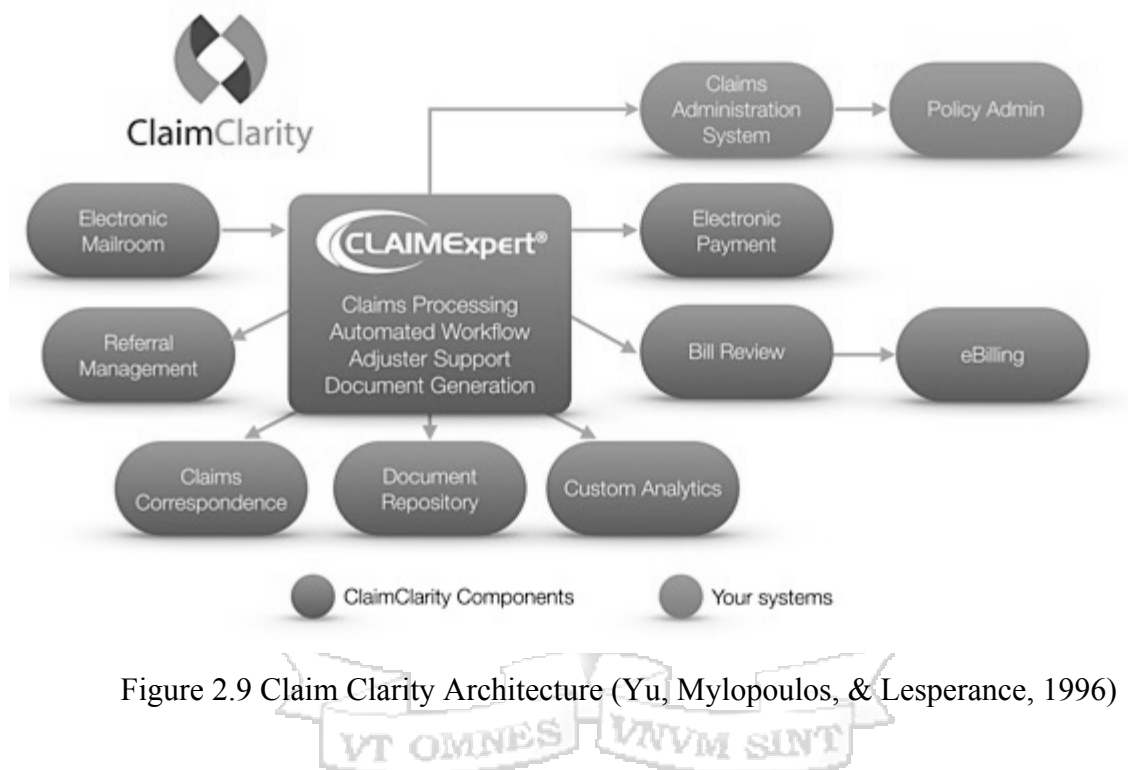 ClaimClarity
Claims
Administration
System
Policy Admin
Electronic
Mailroom
CLAIMExpert®
Claims Processing
Automated Workflow
Adjuster Support
Document Generation
Electronic
Payment
Referral
Management
Bill Review
eBilling
Claims
Correspondence
Document
Repository
Custom Analytics
ClaimClarity Components
Your systems
Figure 2.9 Claim Clarity Architecture (Yu, Mylopoulos, & Lesperance, 1996)
VT OMNES VNVM SINT